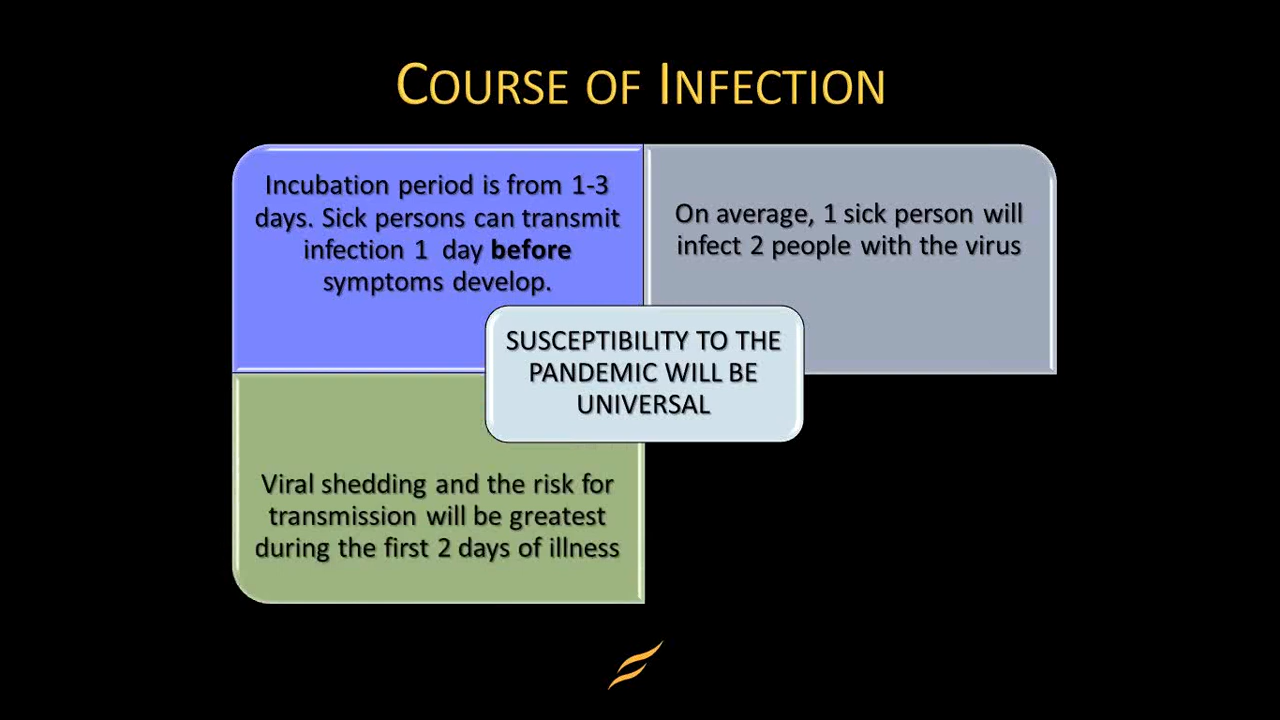 COURSE OF INFECTION
Incubation period is from 1-3
days. Sick persons can transmit
infection 1 day before
symptoms develop.
On average, 1 sick person will
infect 2 people with the virus
SUSCEPTIBILITY TO THE
PANDEMIC WILL BE
UNIVERSAL
Viral shedding and the risk for
transmission will be greatest
during the first 2 days of illness